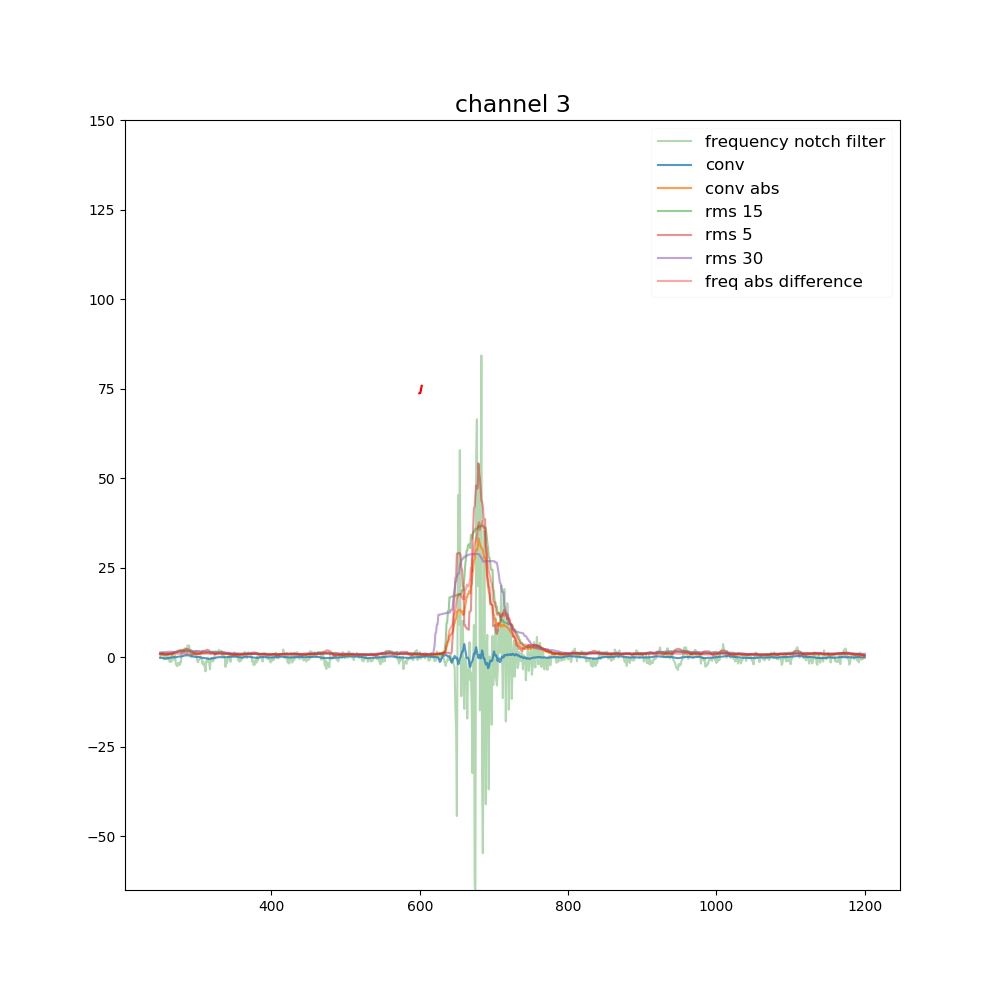 channel 3
150
125
100
75
50
25
0
−25
−50
frequency notch filter
conv
conv abs
rms 15
rms 5
rms 30
freq abs difference
J
400 600 800 1000 1200